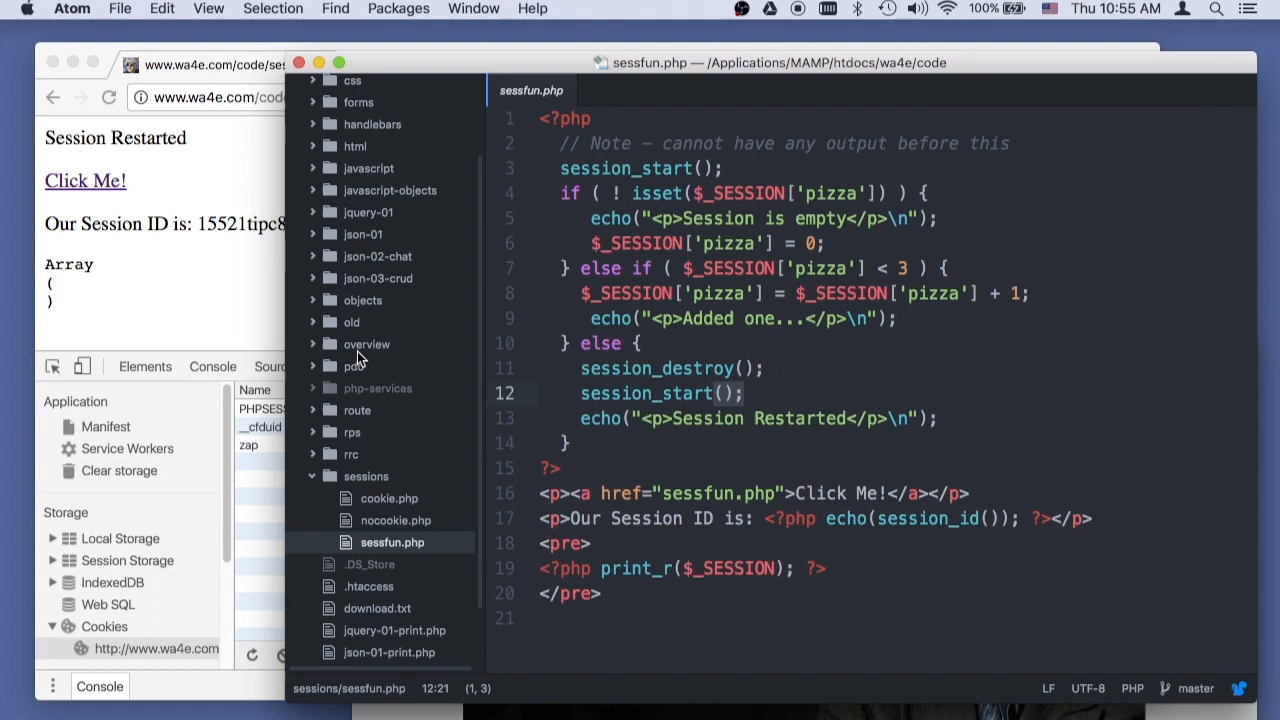 Atom File Edit View Selection Find Packages Window Help 100% Thu 10:55 AM
www.wa4e.com/code/ses
www.wa4e.com/cod
Session Restarted
Click Me!
Our Session ID is: 15521tipc8
Array
(
)
Elements Console Sour
Application
Manifest
Service Workers
Clear storage
Storage
Local Storage
Session Storage
IndexedDB
Web SQL
Cookies
http://www.wa4e.com
Name
PHPSESS
__cfduid
zap
Console
sessfun.php — /Applications/MAMP/htdocs/wa4e/code
css
forms
handlebars
html
javascript
javascript-objects
jquery-01
json-01
json-02-chat
json-03-crud
objects
old
overview
pdo
php-services
route
rps
rrc
sessions
cookie.php
nocookie.php
sessfun.php
.DS_Store
.htaccess
download.txt
jquery-01-print.php
json-01-print.php
sessfun.php
1 <?php
2 // Note – cannot have any output before this
3 session_start();
4 if ( ! isset($_SESSION['pizza']) ) {
5 echo("<p>Session is empty</p>\n");
6 $_SESSION['pizza'] = 0;
7 } else if ( $_SESSION['pizza'] < 3 ) {
8 $_SESSION['pizza'] = $_SESSION['pizza'] + 1;
9 echo("<p>Added one...</p>\n");
10 } else {
11 session_destroy();
12 session_start();
13 echo("<p>Session Restarted</p>\n");
14 }
15 ?>
16 <p><a href="sessfun.php">Click Me!</a></p>
17 <p>Our Session ID is: <?php echo(session_id()); ?></p>
18 <pre>
19 <?php print_r($_SESSION); ?>
20 </pre>
21
sessions/sessfun.php 12:21 (1, 3) LF UTF-8 PHP master